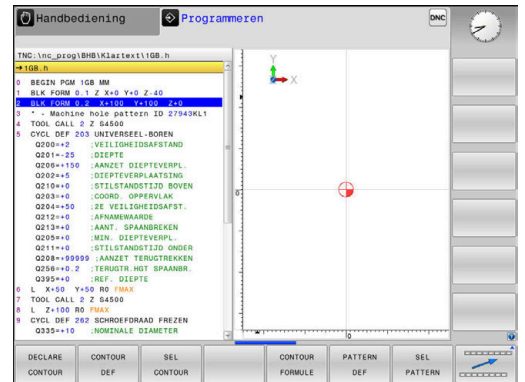 Handbediening
Programmeren
DNC
TNC:\nc_prog\BHB\Klartext\1GB.h
→1GB.h
0 BEGIN PGM 1GB MM
1 BLK FORM 0.1 Z X+0 Y+0 Z-40
2 BLK FORM 0.2 X+100 Y+100 Z+0
3 * - Machine hole pattern ID 27943KL1
4 TOOL CALL 2 Z S4500
5 CYCL DEF 203 UNIVERSEEL-BOREN
Q200=+2 ;VEILIGHEIDSAFSTAND
Q201=-25 ;DIEPTE
Q206=+150 ;AANZET DIEPTEVERPL.
Q202=+5 ;DIEPTEVERPLAATSING
Q210=+0 ;STILSTANDSTIJD BOVEN
Q203=+0 ;COORD. OPPERVLAK
Q204=+50 ;2E VEILIGHEIDSAFST.
Q212=+0 ;AFNAMEWAARDE
Q213=+0 ;AANT. SPAANBREKEN
Q205=+0 ;MIN. DIEPTEVERPL.
Q211=+0 ;STILSTANDSTIJD ONDER
Q208=+99999 ;AANZET TERUGTREKKEN
Q256=+0.2 ;TERUGTR.HGT SPAANBR.
Q395=+0 ;REF. DIEPTE
6 L X+50 Y+50 R0 FMAX
7 TOOL CALL 2 Z S4500
8 L Z+100 R0 FMAX
9 CYCL DEF 262 SCHROEFDRAAD FREZEN
Q335=+10 ;NOMINALE DIAMETER
Y
X
0
0
DECLARE CONTOUR
CONTOUR DEF
SEL CONTOUR
CONTOUR FORMULE
PATTERN DEF
SEL PATTERN